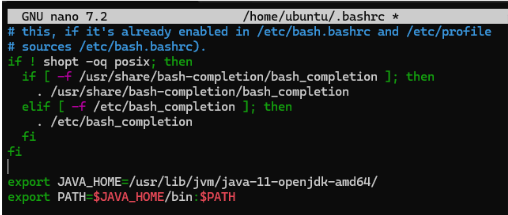 GNU nano 7.2 /home/ubuntu/.bashrc *
# this, if it's already enabled in /etc/bash.bashrc and /etc/profile
# sources /etc/bash.bashrc).
if ! shopt -oq posix; then
  if [ -f /usr/share/bash-completion/bash_completion ]; then
    . /usr/share/bash-completion/bash_completion
  elif [ -f /etc/bash_completion ]; then
    . /etc/bash_completion
  fi
fi
export JAVA_HOME=/usr/lib/jvm/java-11-openjdk-amd64/
export PATH=$JAVA_HOME/bin:$PATH